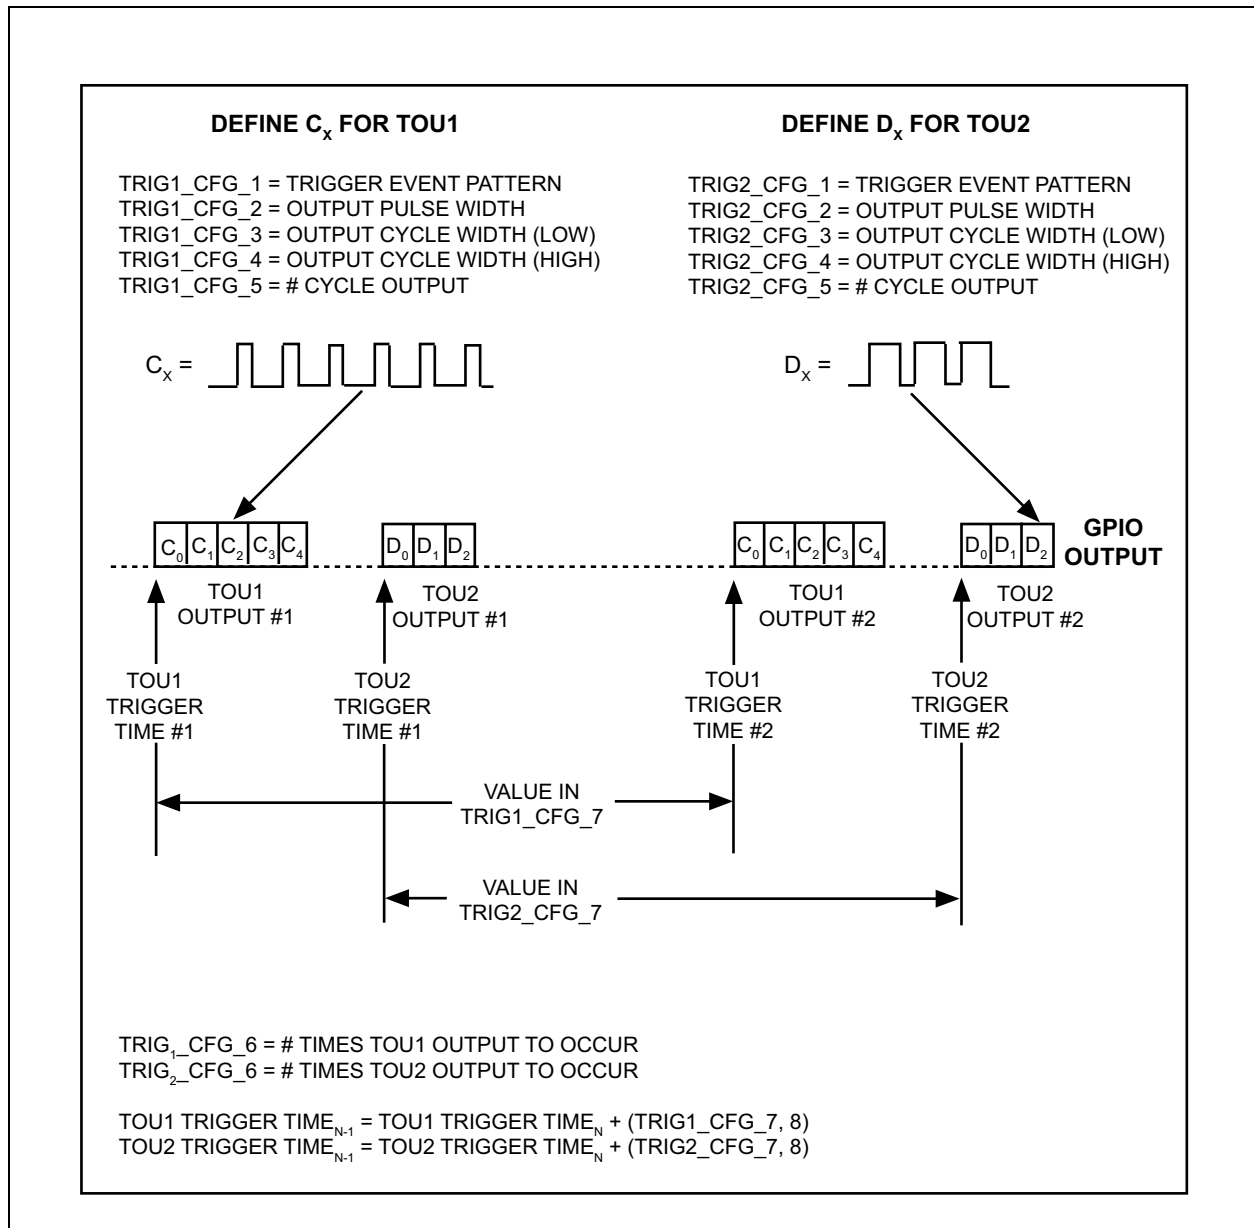 DEFINE Cx FOR TOU1
TRIG1_CFG_1 = TRIGGER EVENT PATTERN
TRIG1_CFG_2 = OUTPUT PULSE WIDTH
TRIG1_CFG_3 = OUTPUT CYCLE WIDTH (LOW)
TRIG1_CFG_4 = OUTPUT CYCLE WIDTH (HIGH)
TRIG1_CFG_5 = # CYCLE OUTPUT
DEFINE Dx FOR TOU2
TRIG2_CFG_1 = TRIGGER EVENT PATTERN
TRIG2_CFG_2 = OUTPUT PULSE WIDTH
TRIG2_CFG_3 = OUTPUT CYCLE WIDTH (LOW)
TRIG2_CFG_4 = OUTPUT CYCLE WIDTH (HIGH)
TRIG2_CFG_5 = # CYCLE OUTPUT
CX =
DX =
C0 C1 C2 C3 C4
D0 D1 D2
C0 C1 C2 C3 C4
D0 D1 D2
GPIO
OUTPUT
TOU1
OUTPUT #1
TOU2
OUTPUT #1
TOU1
OUTPUT #2
TOU2
OUTPUT #2
TOU1
TRIGGER
TIME #1
TOU2
TRIGGER
TIME #1
TOU1
TRIGGER
TIME #2
TOU2
TRIGGER
TIME #2
VALUE IN
TRIG1_CFG_7
VALUE IN
TRIG2_CFG_7
TRIG1_CFG_6 = # TIMES TOU1 OUTPUT TO OCCUR
TRIG2_CFG_6 = # TIMES TOU2 OUTPUT TO OCCUR
TOU1 TRIGGER TIMEN-1 = TOU1 TRIGGER TIMEN + (TRIG1_CFG_7, 8)
TOU2 TRIGGER TIMEN-1 = TOU2 TRIGGER TIMEN + (TRIG2_CFG_7, 8)